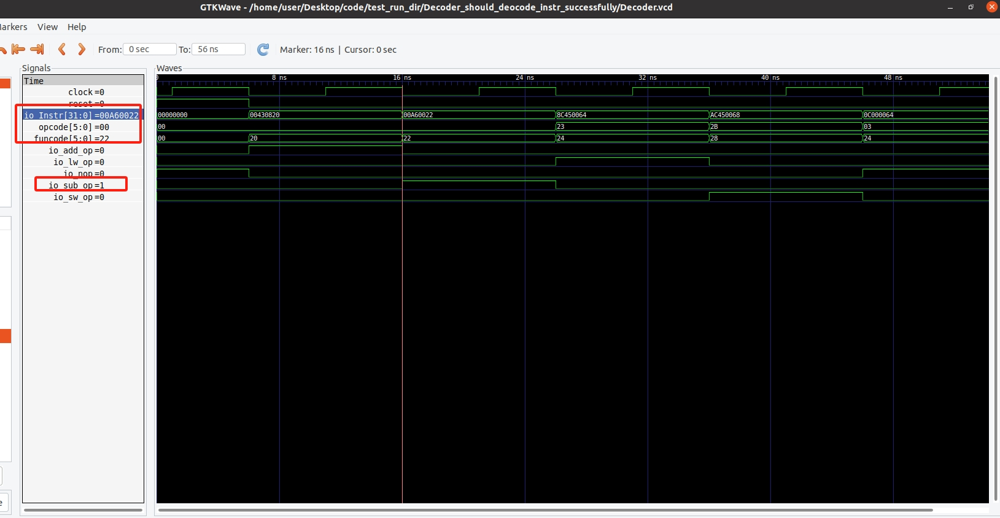 GTKWave - /home/user/Desktop/code/test_run_dir/Decoder_should_deocode_instr_successfully/Decoder.vcd
Markers View Help
From: 0 sec To: 56 ns Marker: 16 ns | Cursor: 0 sec
Signals Waves
Time
0 8 ns 16 ns 24 ns 32 ns 40 ns 48 ns
clock=0
reset=0
io_Instr[31:0]=00A60022 00000000 00430820 00A60022 8C450064 AC450068 0C000064
opcode[5:0]=00 00 23 2B 03
funcode[5:0]=22 00 20 22 24 28 24
io_add_op=0
io_lw_op=0
io_nop=0
io_sub_op=1
io_sw_op=0
e